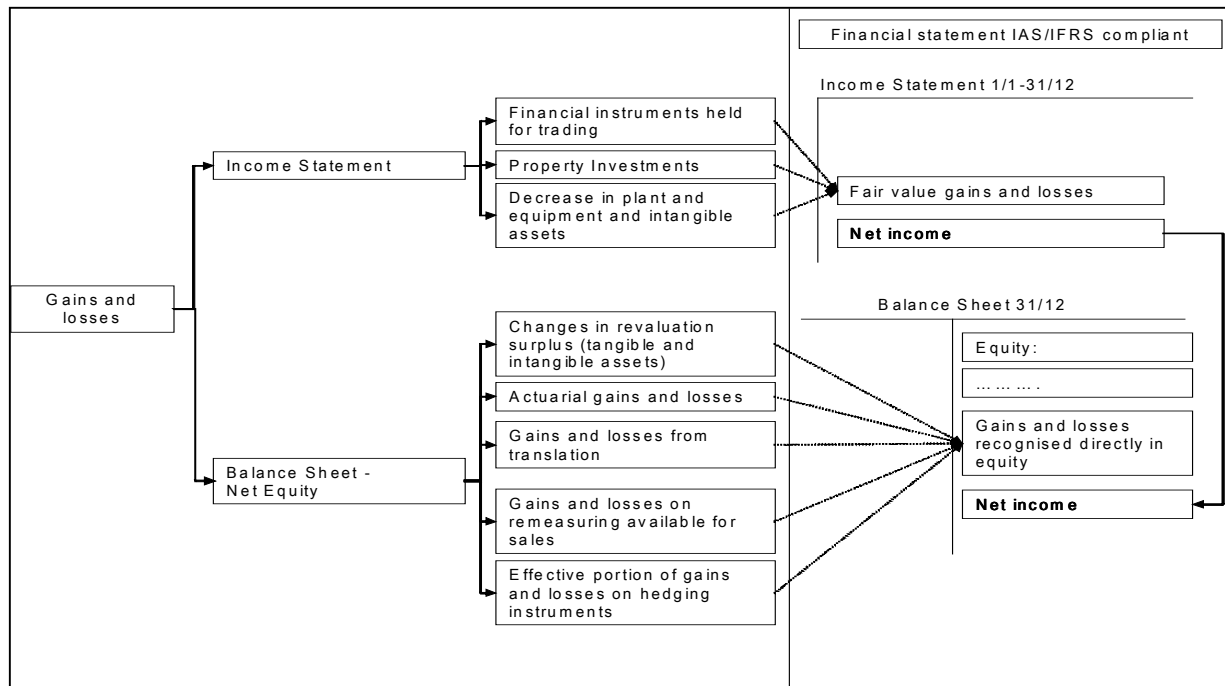 Financial statement IAS/IFRS compliant
Income Statement 1/1-31/12
Financial instruments held
for trading
Income Statement
Property Investments
Decrease in plant and
equipment and intangible
assets
Fair value gains and losses
Net income
Gains and
losses
Balance Sheet 31/12
Changes in revaluation
surplus (tangible and
intangible assets)
Equity:
……….
Actuarial gains and losses
Gains and losses from
translation
Gains and losses
recognised directly in
equity
Balance Sheet -
Net Equity
Gains and losses on
remeasuring available for
sales
Net income
Effective portion of gains
and losses on hedging
instruments